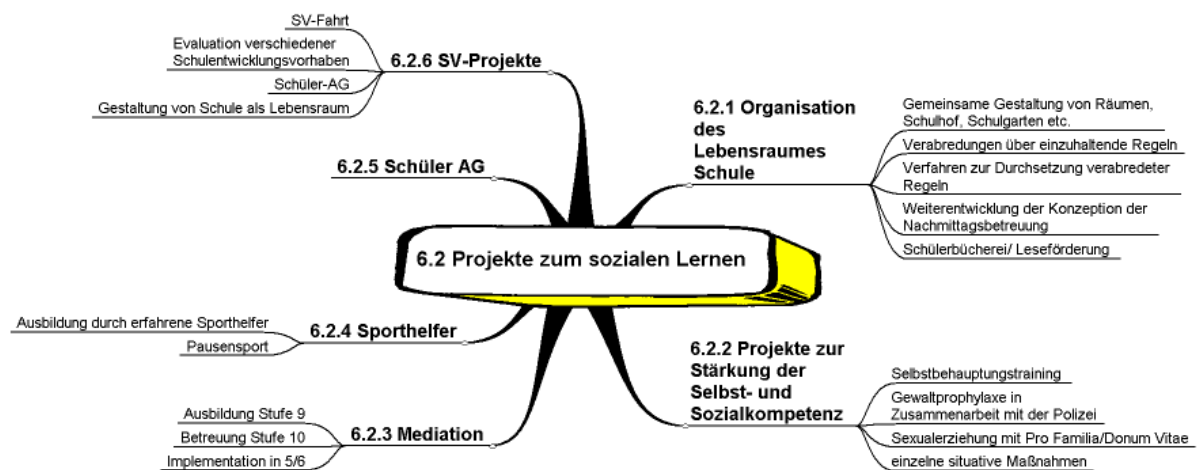 6.2 Projekte zum sozialen Lernen
6.2.1 Organisation
des
Lebensraumes
Schule
Gemeinsame Gestaltung von Räumen,
Schulhof, Schulgarten etc.
Verabredungen über einzuhaltende Regeln
Verfahren zur Durchsetzung verabredeter
Regeln
Weiterentwicklung der Konzeption der
Nachmittagsbetreuung
Schülerbücherei/ Leseförderung
6.2.2 Projekte zur
Stärkung der
Selbst- und
Sozialkompetenz
Selbstbehauptungstraining
Gewaltprophylaxe in
Zusammenarbeit mit der Polizei
Sexualerziehung mit Pro Familia/Donum Vitae
einzelne situative Maßnahmen
6.2.3 Mediation
Ausbildung Stufe 9
Betreuung Stufe 10
Implementation in 5/6
6.2.4 Sporthelfer
Ausbildung durch erfahrene Sporthelfer
Pausensport
6.2.5 Schüler AG
6.2.6 SV-Projekte
SV-Fahrt
Evaluation verschiedener
Schulentwicklungsvorhaben
Schüler-AG
Gestaltung von Schule als Lebensraum